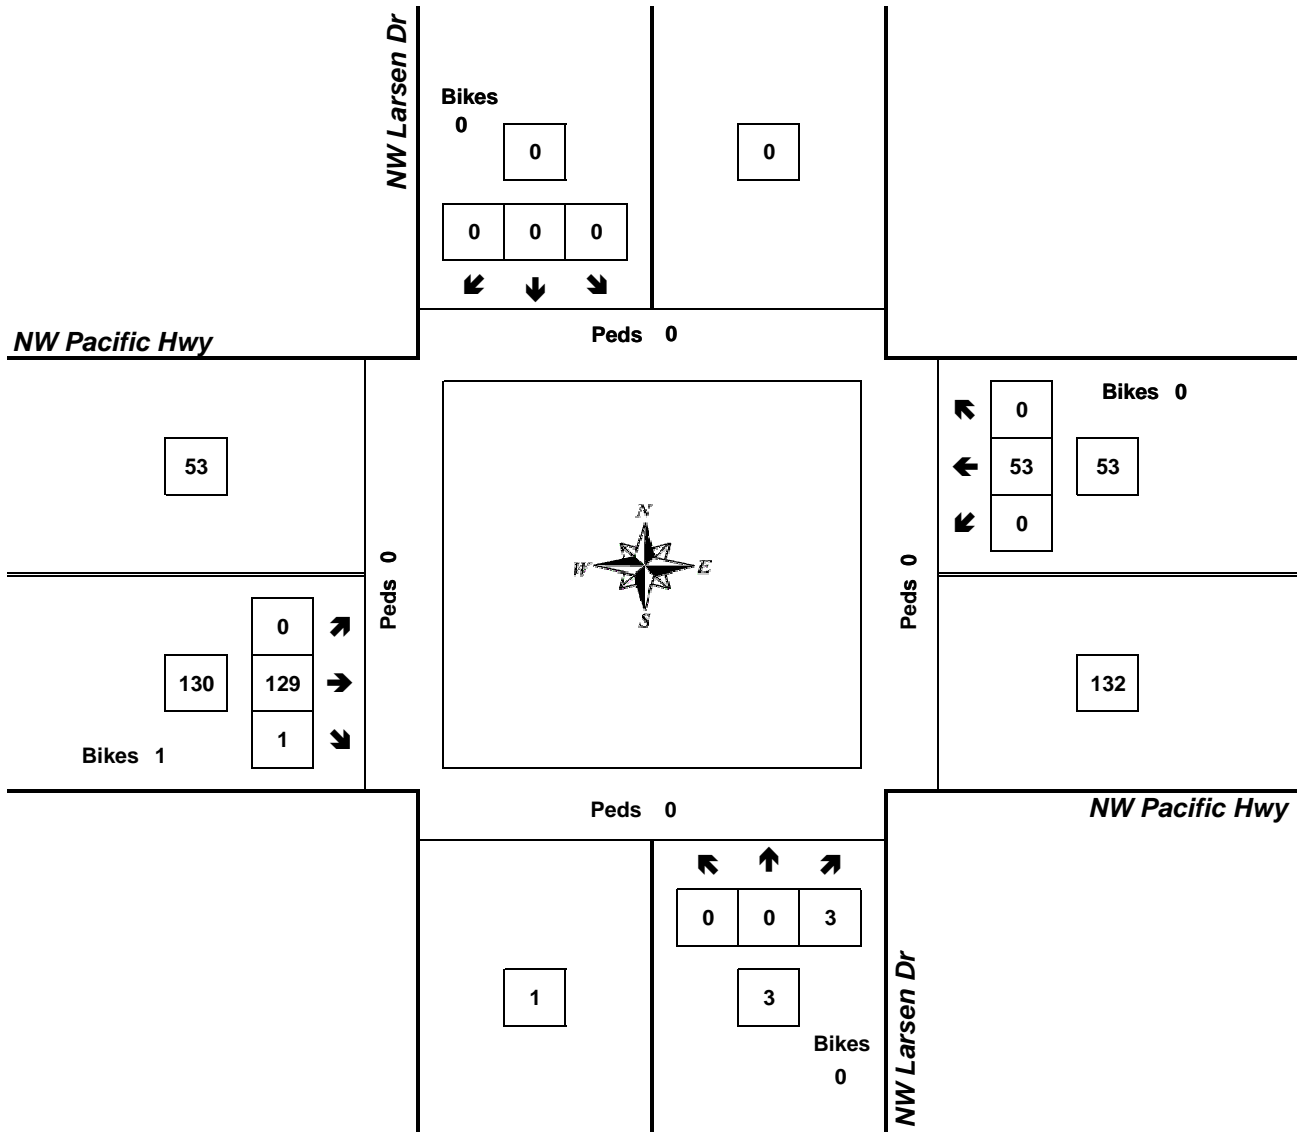 NW Larsen Dr
Bikes
0
0
0
0 0 0
Peds 0
NW Pacific Hwy
Bikes 0
0
53
53 53
0
N
W E
S
Peds 0
Peds 0
0
130 129
1
Bikes 1
132
Peds 0
NW Pacific Hwy
0 0 3
1
3
Bikes
0
NW Larsen Dr